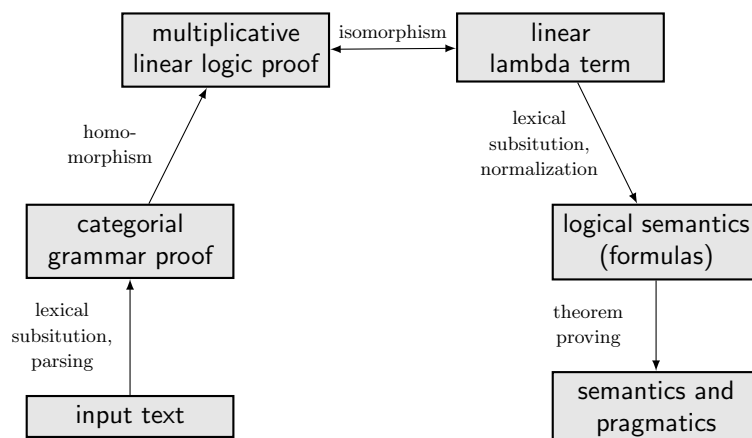 multiplicative
linear logic proof
isomorphism
linear
lambda term
homo-
morphism
lexical
subsitution,
normalization
categorial
grammar proof
logical semantics
(formulas)
lexical
subsitution,
parsing
theorem
proving
input text
semantics and
pragmatics